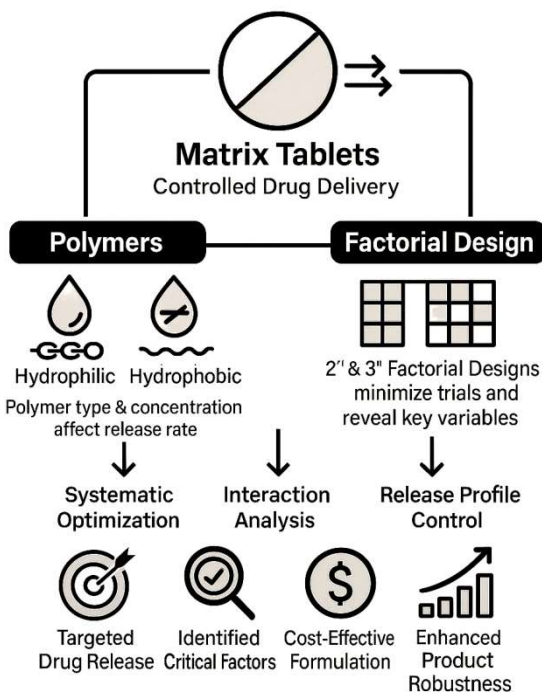 Matrix Tablets
Controlled Drug Delivery
Polymers
Factorial Design
Hydrophilic
Hydrophobic
Polymer type & concentration
affect release rate
2′′ & 3" Factorial Designs
minimize trials and
reveal key variables
Systematic
Optimization
Interaction
Analysis
Release Profile
Control
Targeted
Drug Release
Identified
Critical Factors
$
Cost-Effective
Formulation
Enhanced
Product
Robustness